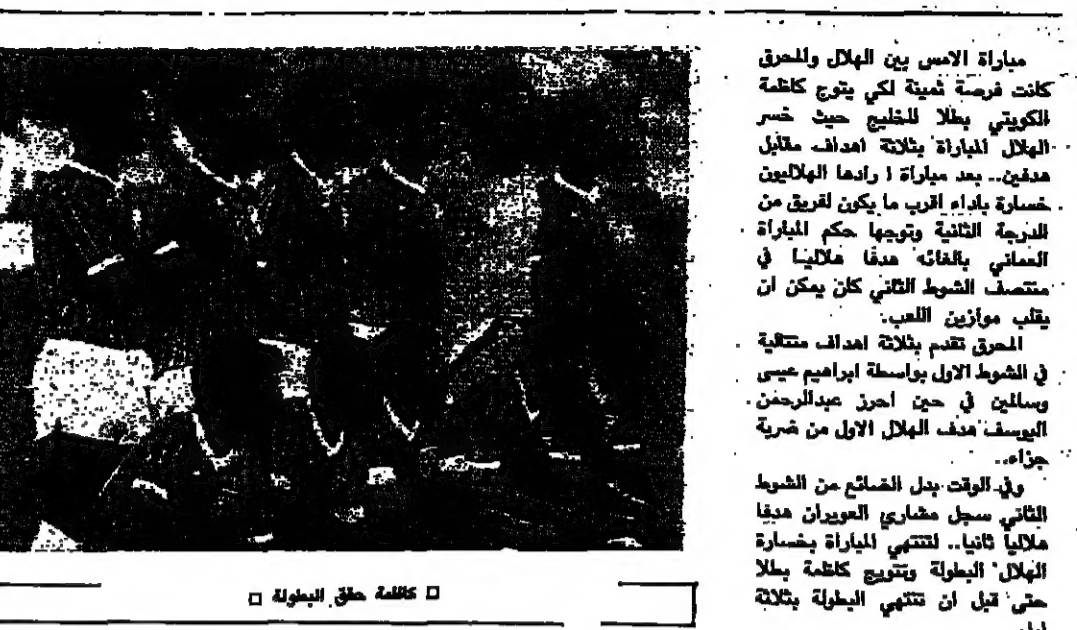 مباراة الامس بين الهلال والمحرق
كانت فرصة ثمينة لكي يتوج كاظمة
الكويتي بطلا للخليج حيث خسر
الهلال المباراة بثلاثة اهداف مقابل
هدفين.. بعد مباراة ا رادها الهلاليون
خسارة باداء اقرب ما يكون لفريق من
الدرجة الثانية وتوجها حكم المباراة
العماني بالغائه هدفا هلاليا في
منتصف الشوط الثاني كان يمكن ان
يقلب موازين اللعب.
المحرق تقدم بثلاثة اهداف متتالية
في الشوط الاول بواسطة ابراهيم عيسى
وسالمين في حين احرز عبدالرحمن
اليوسف هدف الهلال الاول من ضربة
جزاء..
وفي الوقت بدل الضائع من الشوط
الثاني سجل مشاري العويران هدفا
هلاليا ثانيا.. لتنتهي المباراة بخسارة
الهلال البطولة وتتويج كاظمة بطلا
حتى قبل ان تنتهي البطولة بثلاثة
□ كاظمة حقق البطولة □